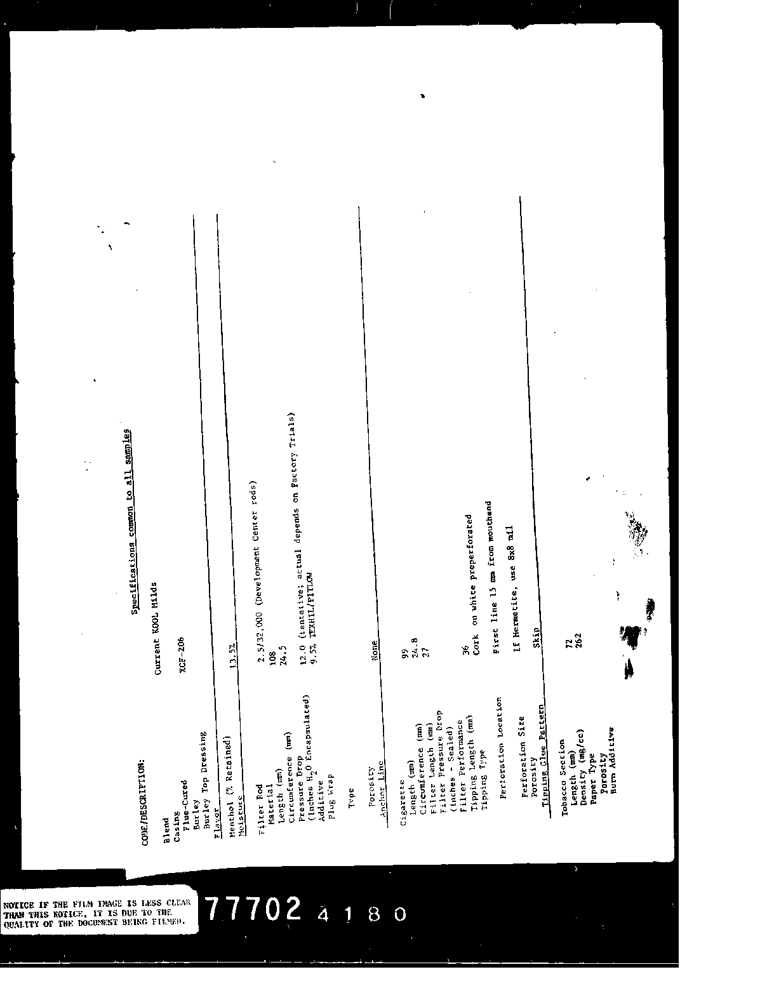 Specifications common to all samples
CODE/DESCRIPTION:
Blend Current KOOL Milds
Casing
Flue-Cured XCF-206
Burley
Burley Top Dressing
Flavor
Menthol (% Retained)
Moisture 13.5%
Filter Rod
Material 2.5/32,000 (Development Center rods)
Length (mm) 108
Circumference (mm) 24.5
Pressure Drop
(Inches H2O Encapsulated) 12.0 (tentative; actual depends on Factory Trials)
Additive 9.5%
Plug Wrap
Type
Porosity
Anchor Line None
Cigarette
Length (mm) 99
Circumference (mm) 24.8
Filter Length (mm) 27
Filter Pressure Drop
(inches - Sealed)
Filter Performance
Tipping Length (mm) 36
Tipping Type Cork on white preperforated
Perforation Location First line 15 mm from mouthend
Perforation Size If Hermetite, use 8x8 mil
Porosity
Tipping Glue Pattern Skip
Tobacco Section
Length (mm) 72
Density (mg/cc) 262
Paper Type
Porosity
Burn Additive
NOTICE IF THE FILM IMAGE IS LESS CLEAR
THAN THIS NOTICE, IT IS DUE TO THE
QUALITY OF THE DOCUMENT BEING FILMED.
77702 4180